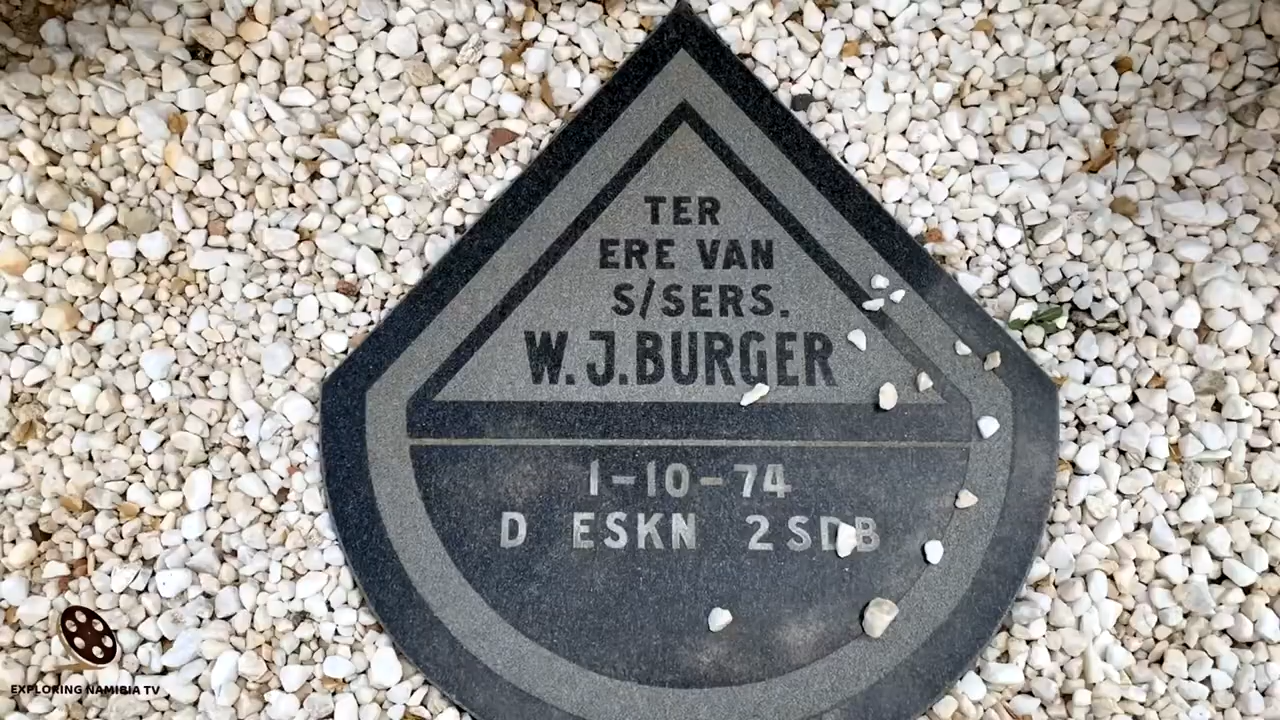 TER
ERE VAN
S/SERS.
W.J.BURGER
1-10-74
D ESKN 2SDB
EXPLORING NAMIBIA TV